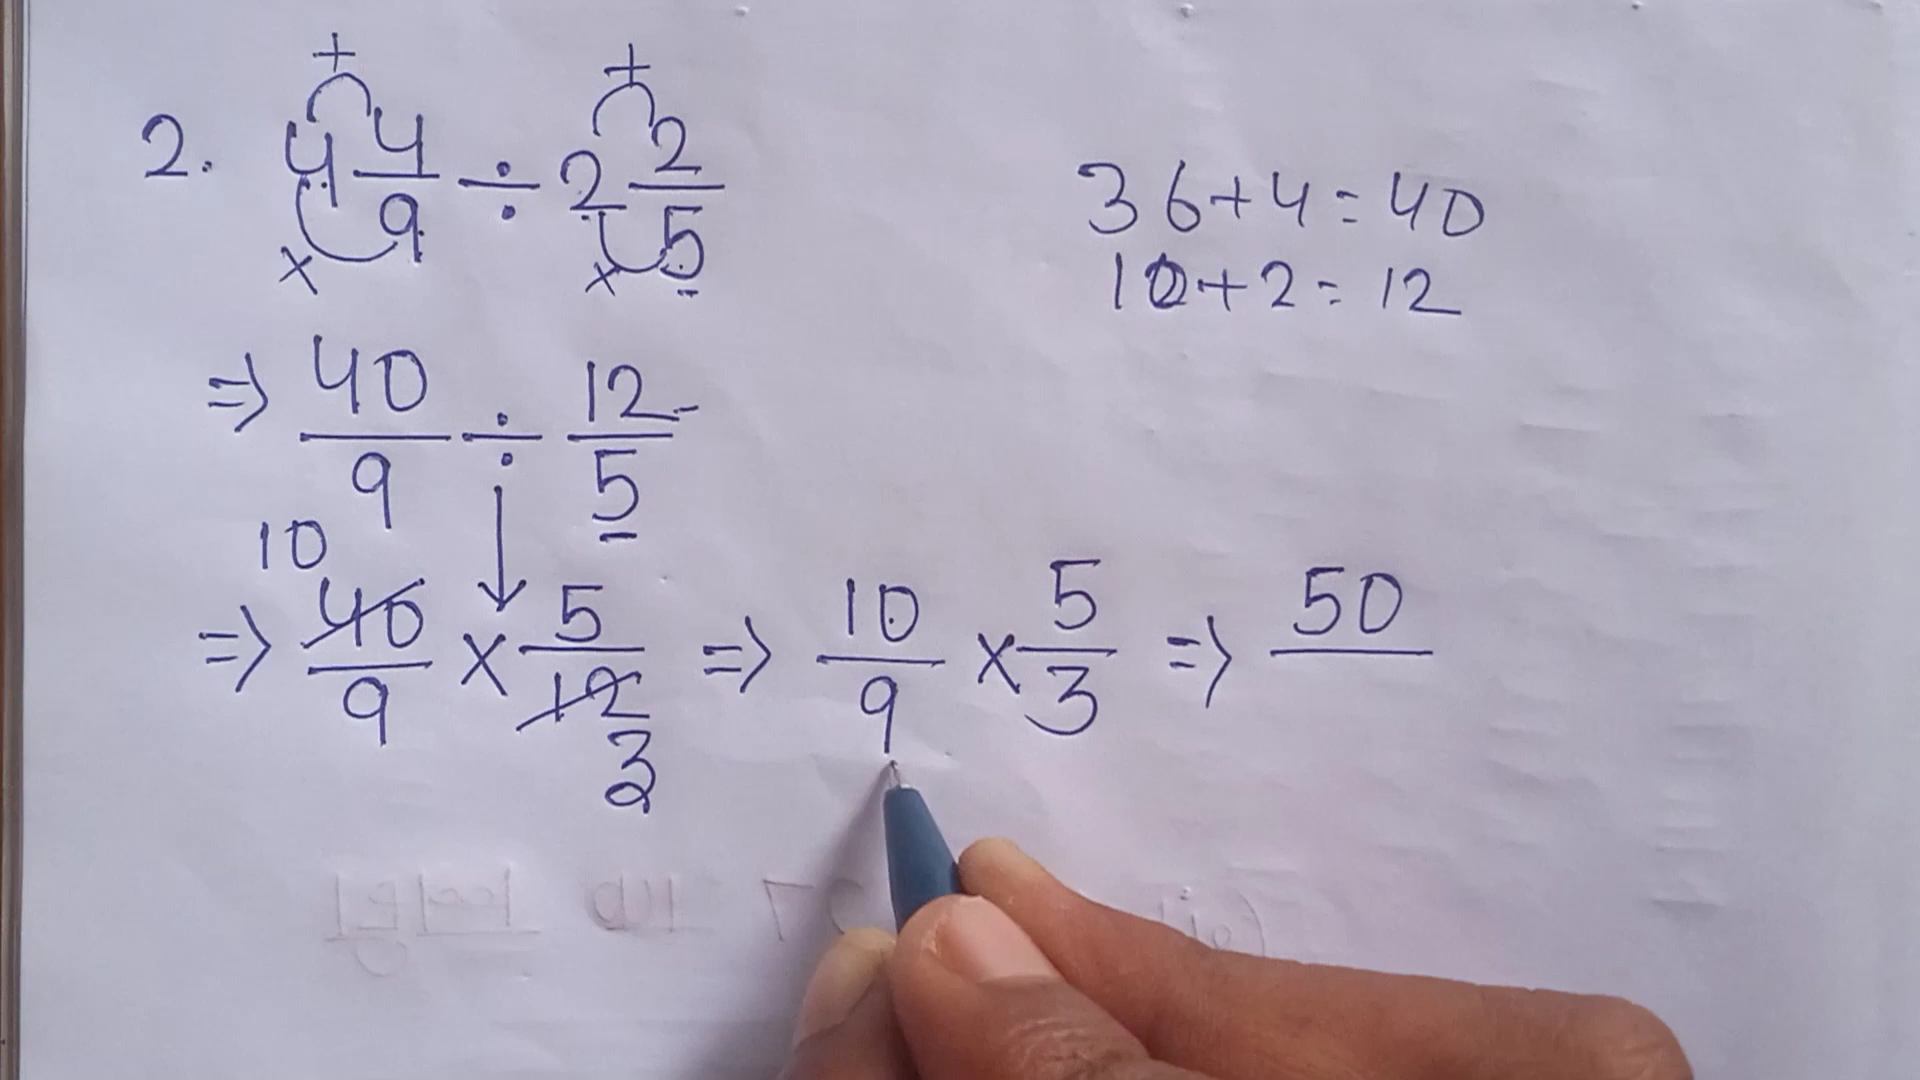 2. 4 4/9 ÷ 2 2/5
36+4=40
10+2=12
=> 40/9 ÷ 12/5
10
=> 40/9 × 5/12 => 10/9 × 5/3 => 50
3